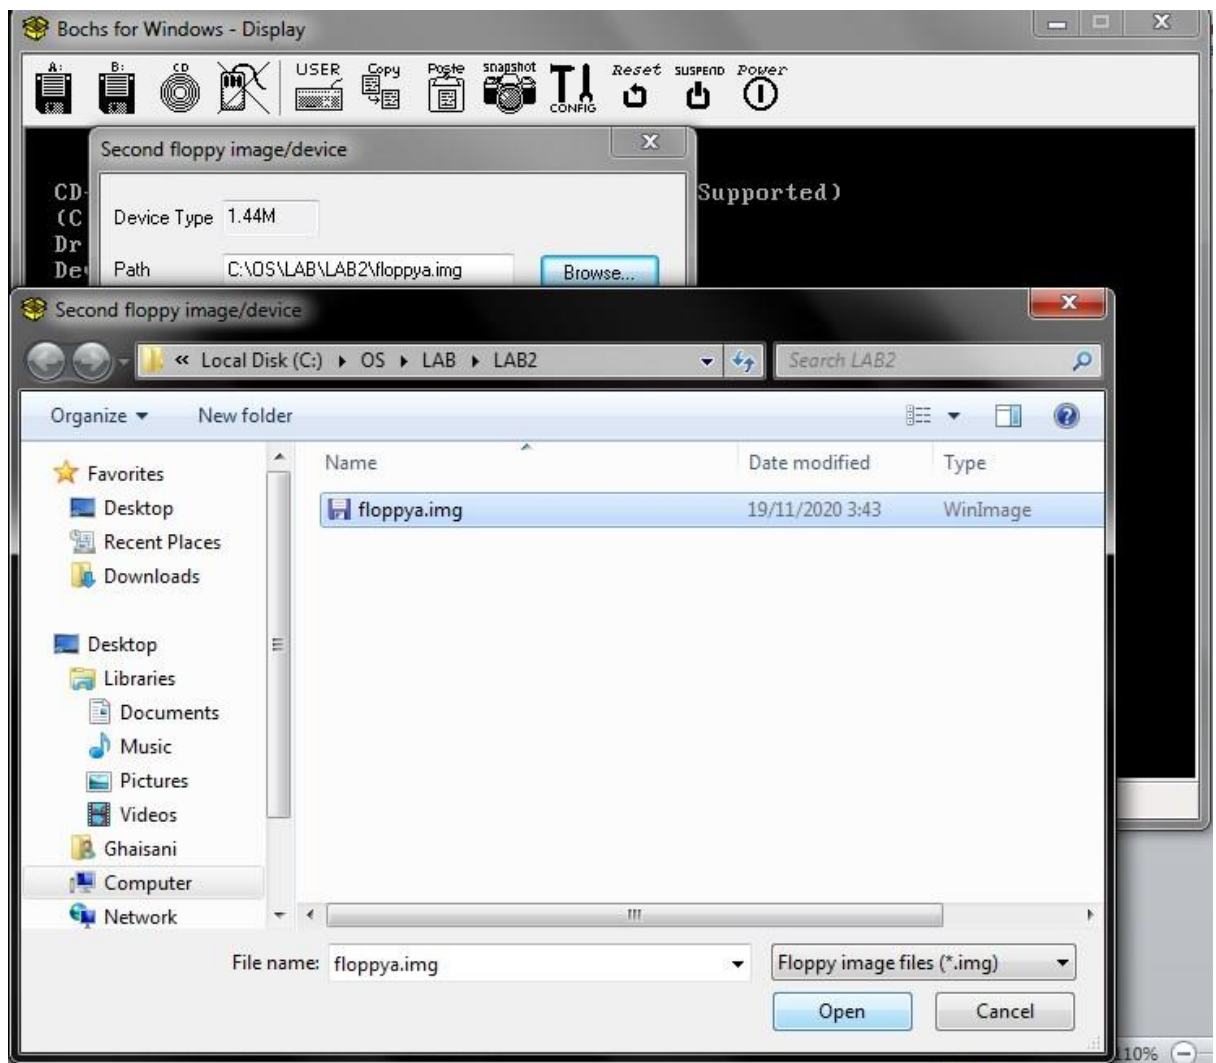 Bochs for Windows - Display
A: B: CD USER Copy Paste snapshot CONFIG Reset SUSPEND Power
Second floppy image/device
CD- Supported)
(C
Dr
De
Device Type 1.44M
Path C:\OS\LAB\LAB2\floppya.img Browse...
Second floppy image/device
« Local Disk (C:) OS LAB LAB2 Search LAB2
Organize New folder
Name Date modified Type
floppya.img 19/11/2020 3:43 WinImage
Favorites
Desktop
Recent Places
Downloads
Desktop
Libraries
Documents
Music
Pictures
Videos
Ghaisani
Computer
Network
File name: floppya.img Floppy image files (*.img)
Open Cancel
110%